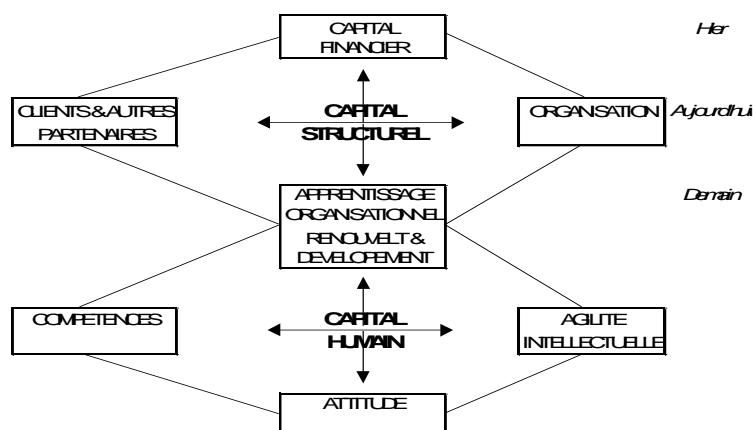 CAPITAL
FINANCIER
Hier
CLIENTS & AUTRES
PARTENAIRES
CAPITAL
STRUCTUREL
ORGANISATION
Aujourd'hui
APPRENTISSAGE
ORGANISATIONNEL
RENOUVELT &
DEVELOPEMENT
Demain
COMPETENCES
CAPITAL
HUMAIN
AGILITE
INTELLECTUELLE
ATTITUDE